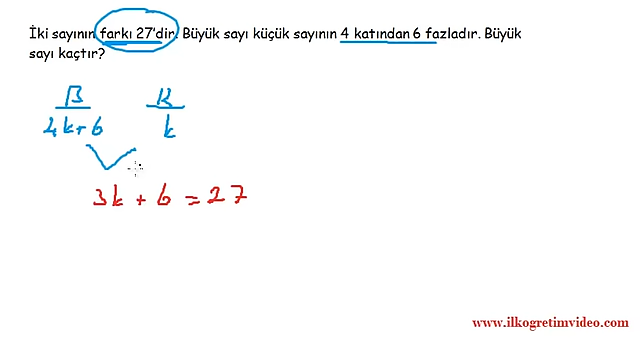 İki sayının farkı 27'dir. Büyük sayı küçük sayının 4 katından 6 fazladır. Büyük
sayı kaçtır?
B K
4k+6 k
3k + 6 = 27
www.ilkogretimvideo.com